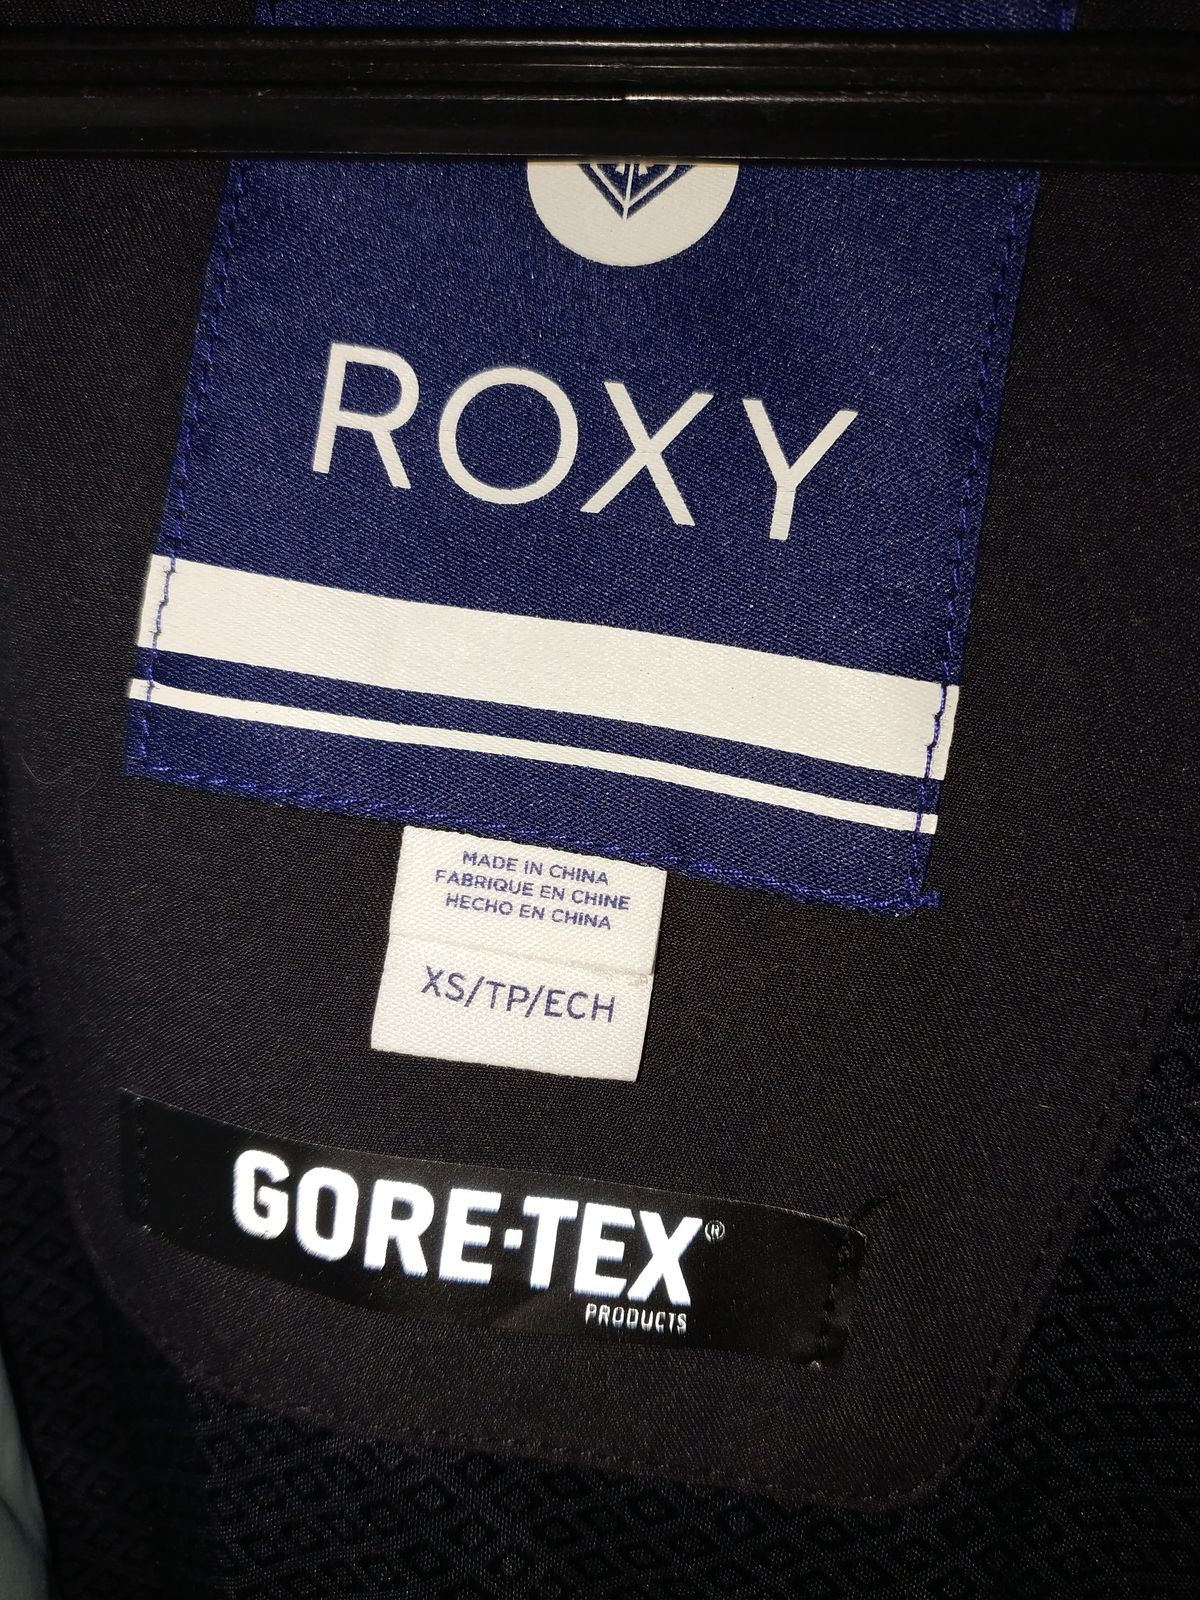 ROXY
MADE IN CHINA
FABRIQUE EN CHINE
HECHO EN CHINA
XS/TP/ECH
GORE-TEX®
PRODUCTS